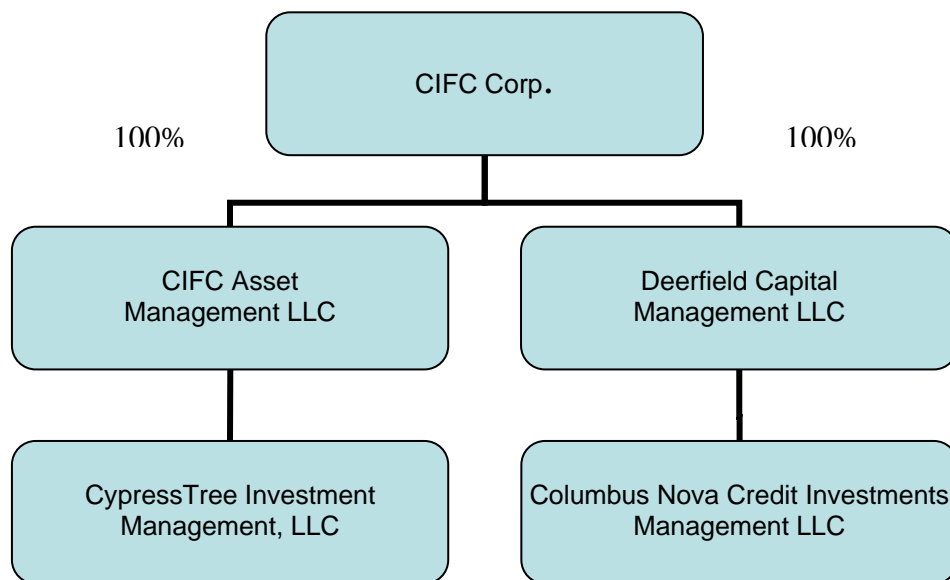 CIFC Corp.
100%
100%
CIFC Asset
Management LLC
Deerfield Capital
Management LLC
CypressTree Investment
Management, LLC
Columbus Nova Credit Investments
Management LLC